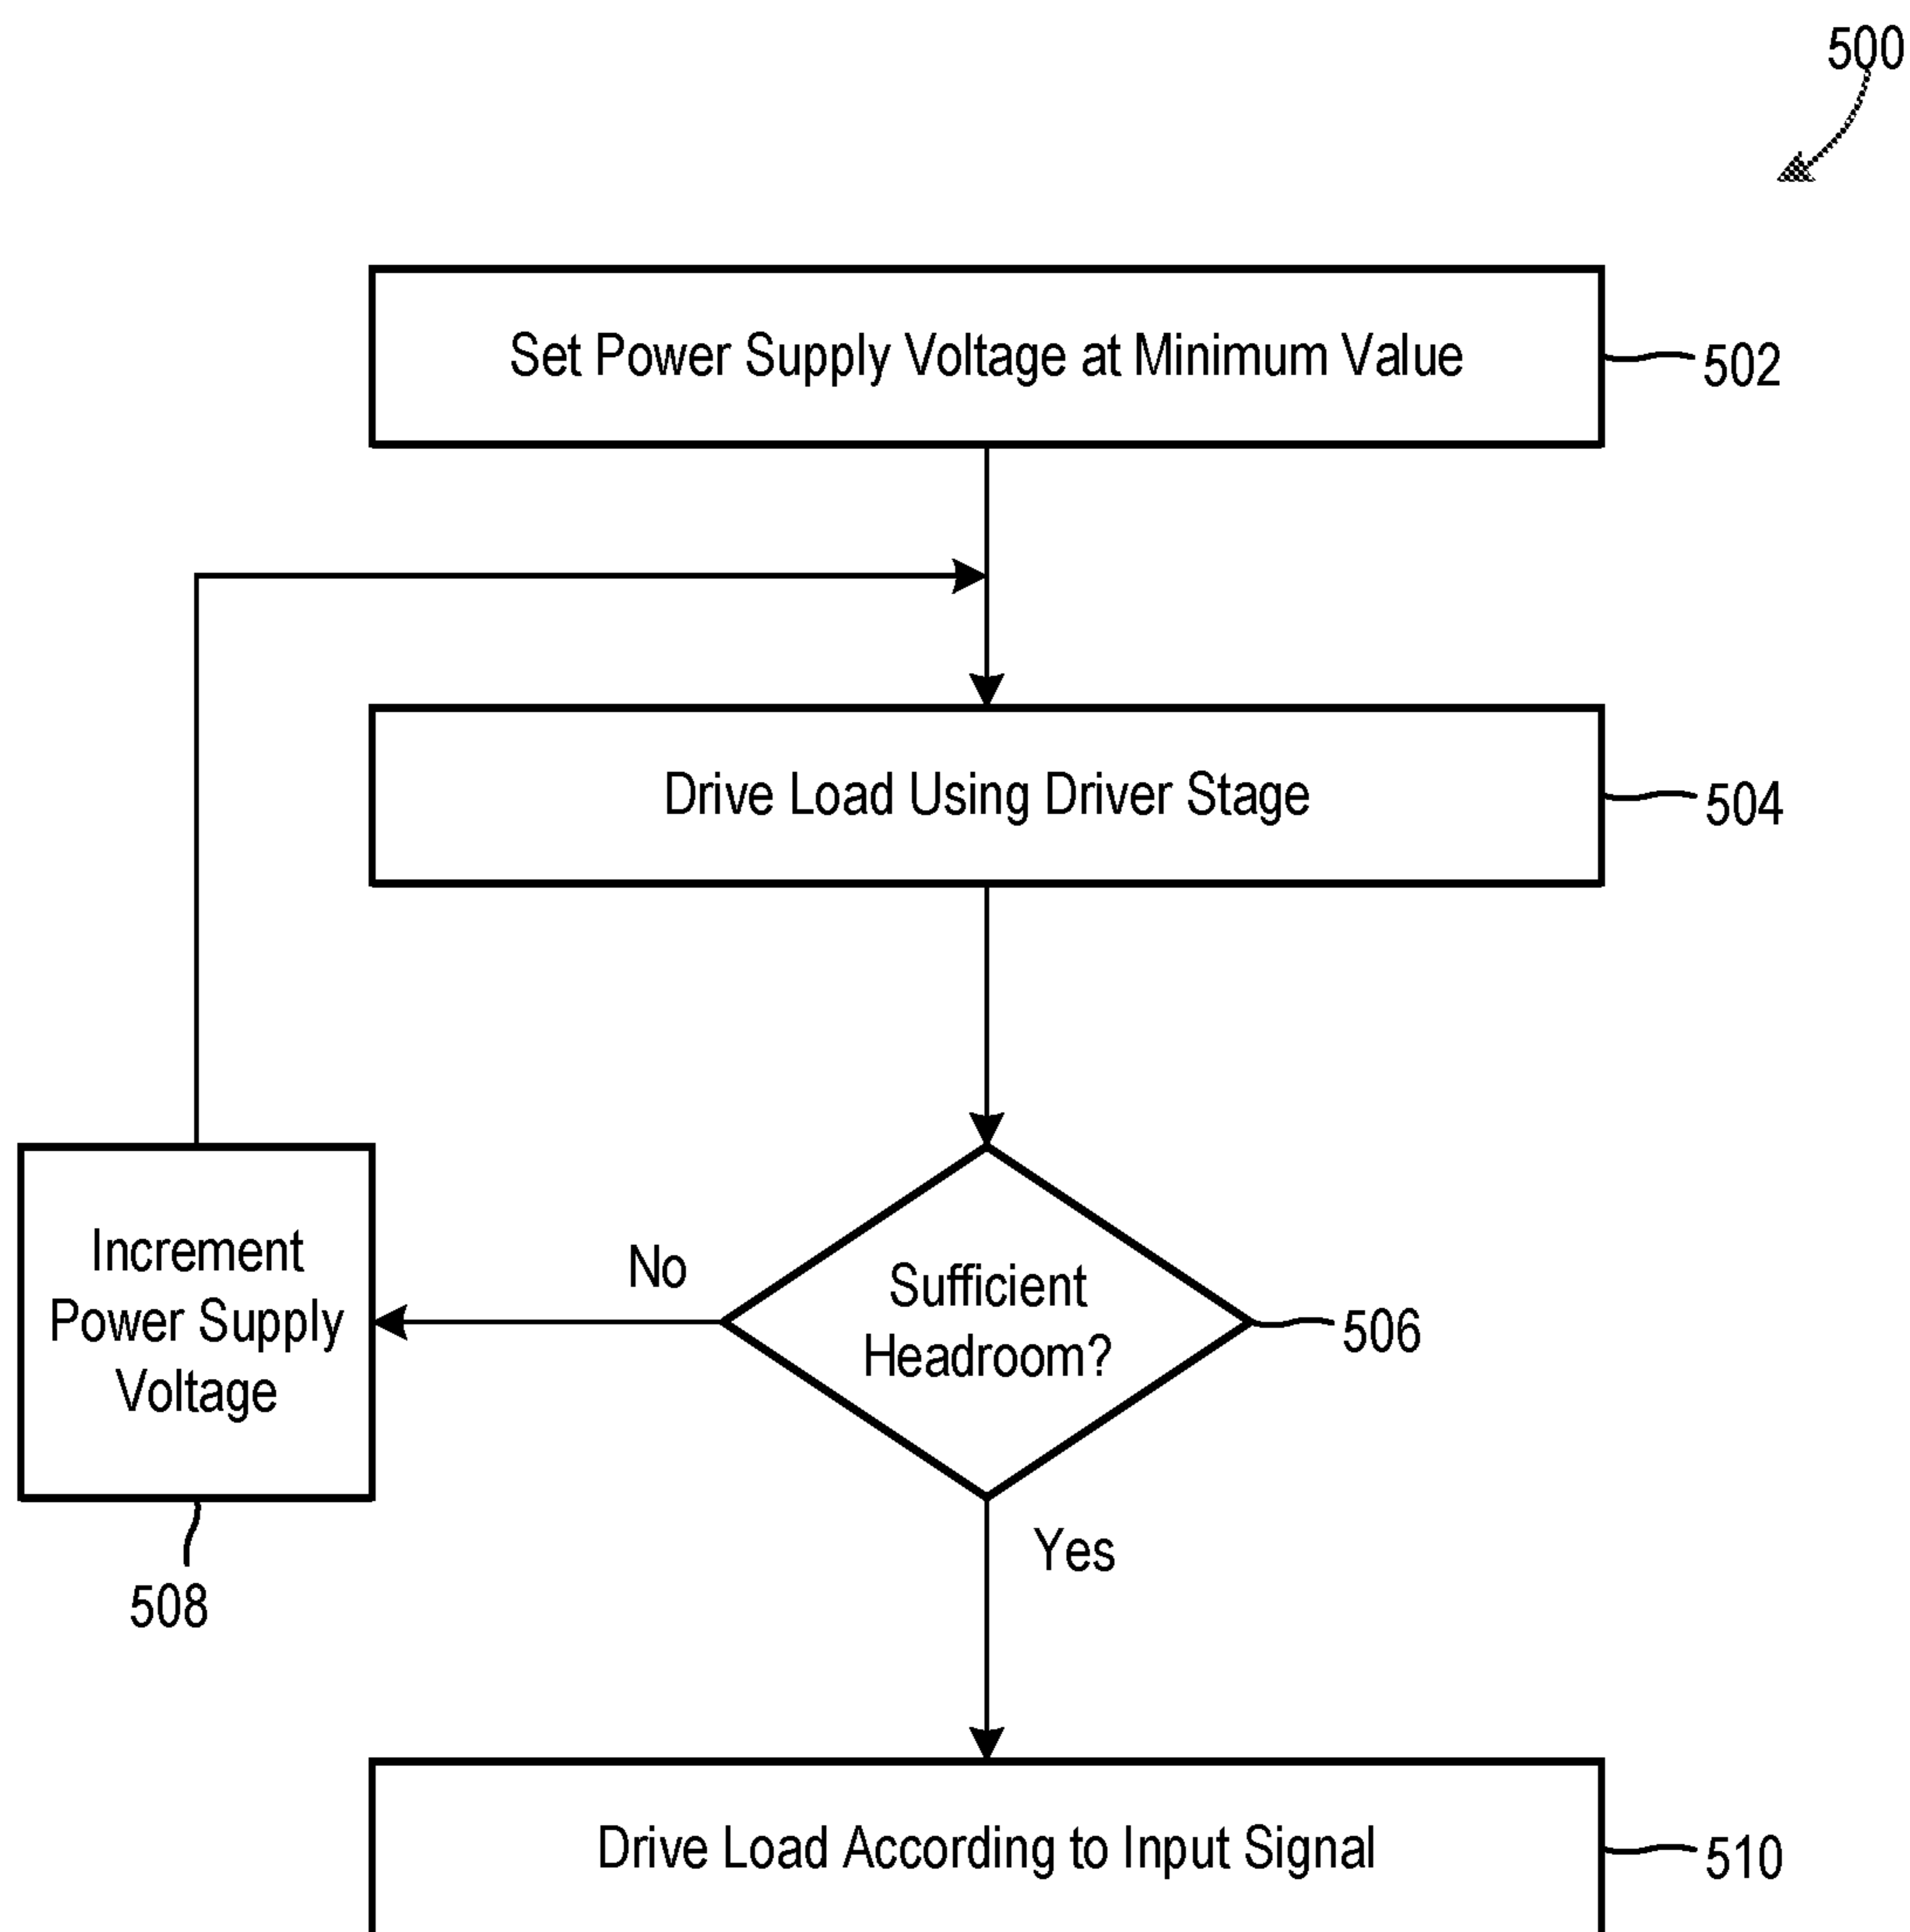 500
Set Power Supply Voltage at Minimum Value
502
Drive Load Using Driver Stage
504
Increment
Power Supply
Voltage
508
No
Sufficient
Headroom?
506
Yes
Drive Load According to Input Signal
510